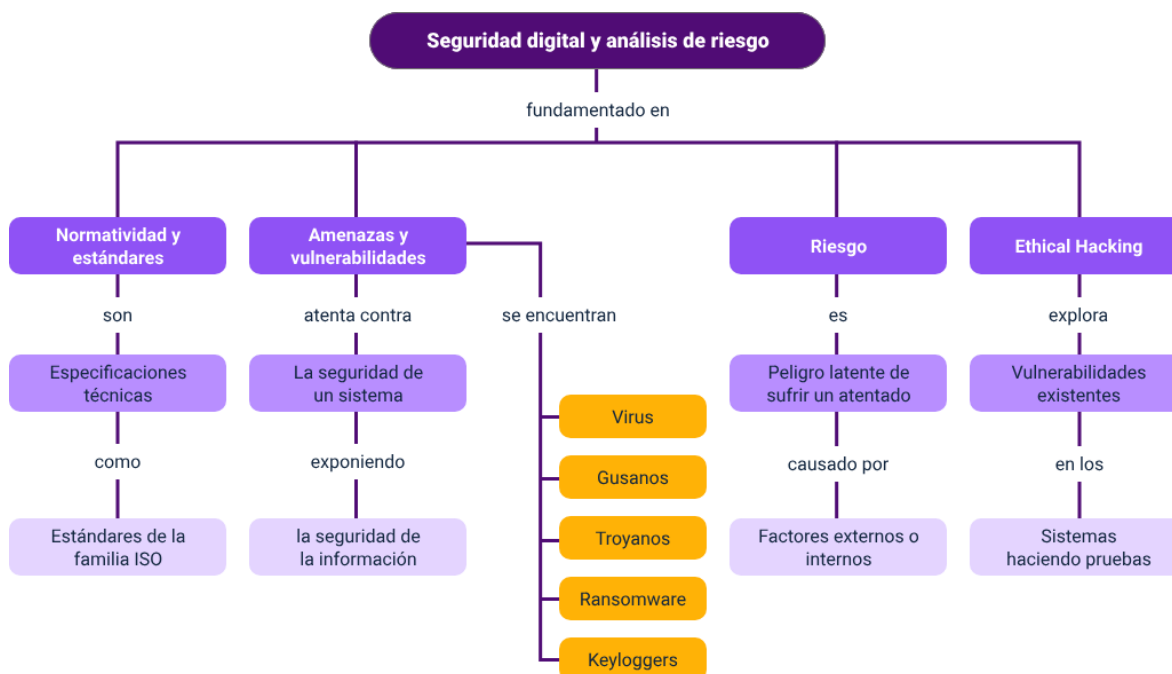 Seguridad digital y análisis de riesgo
fundamentado en
Normatividad y
estándares
son
Especificaciones
técnicas
como
Estándares de la
familia ISO
Amenazas y
vulnerabilidades
atenta contra
La seguridad de
un sistema
exponiendo
la seguridad de
la información
se encuentran
Virus
Gusanos
Troyanos
Ransomware
Keyloggers
Riesgo
es
Peligro latente de
sufrir un atentado
causado por
Factores externos o
internos
Ethical Hacking
explora
Vulnerabilidades
existentes
en los
Sistemas
haciendo pruebas